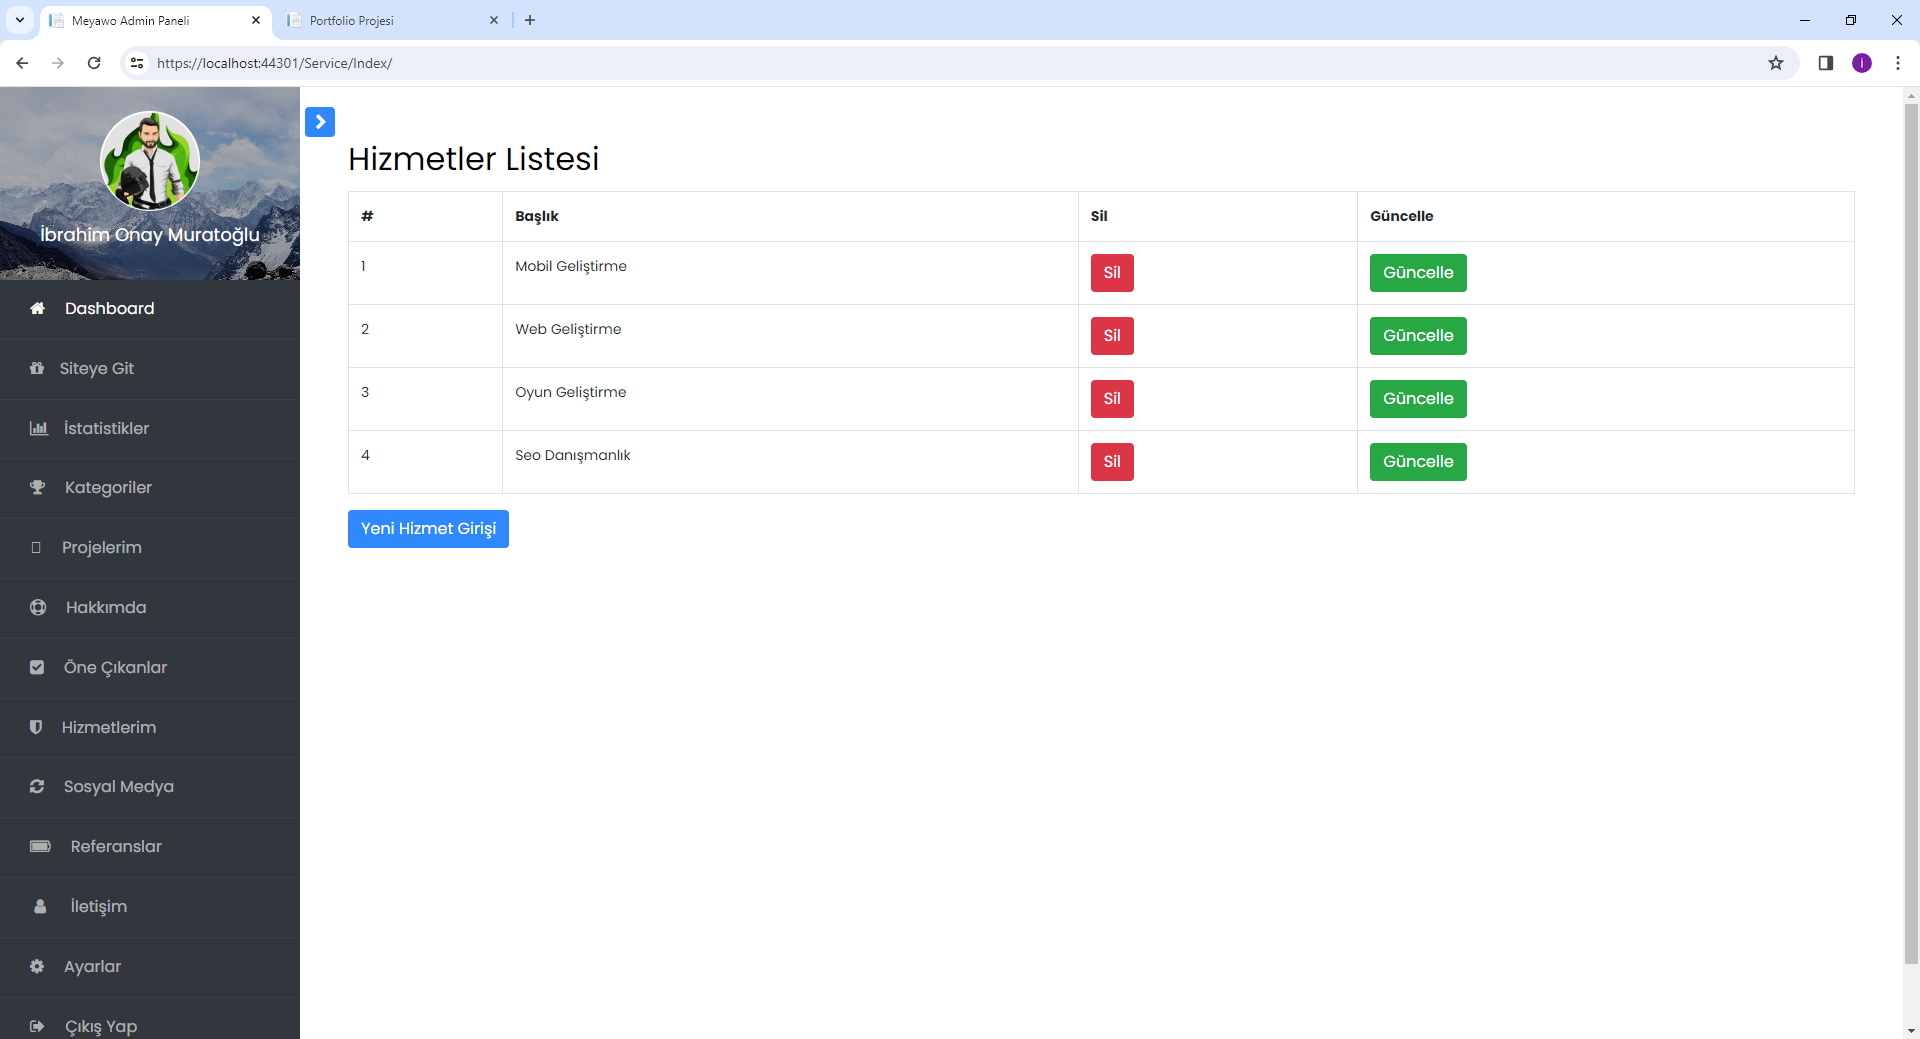 Meyawo Admin Paneli
Portfolio Projesi
https://localhost:44301/Service/Index/
i
İbrahim Onay Muratoğlu
Dashboard
Siteye Git
İstatistikler
Kategoriler
Projelerim
Hakkımda
Öne Çıkanlar
Hizmetlerim
Sosyal Medya
Referanslar
İletişim
Ayarlar
Çıkış Yap
Hizmetler Listesi
# Başlık Sil Güncelle
1 Mobil Geliştirme Sil Güncelle
2 Web Geliştirme Sil Güncelle
3 Oyun Geliştirme Sil Güncelle
4 Seo Danışmanlık Sil Güncelle
Yeni Hizmet Girişi